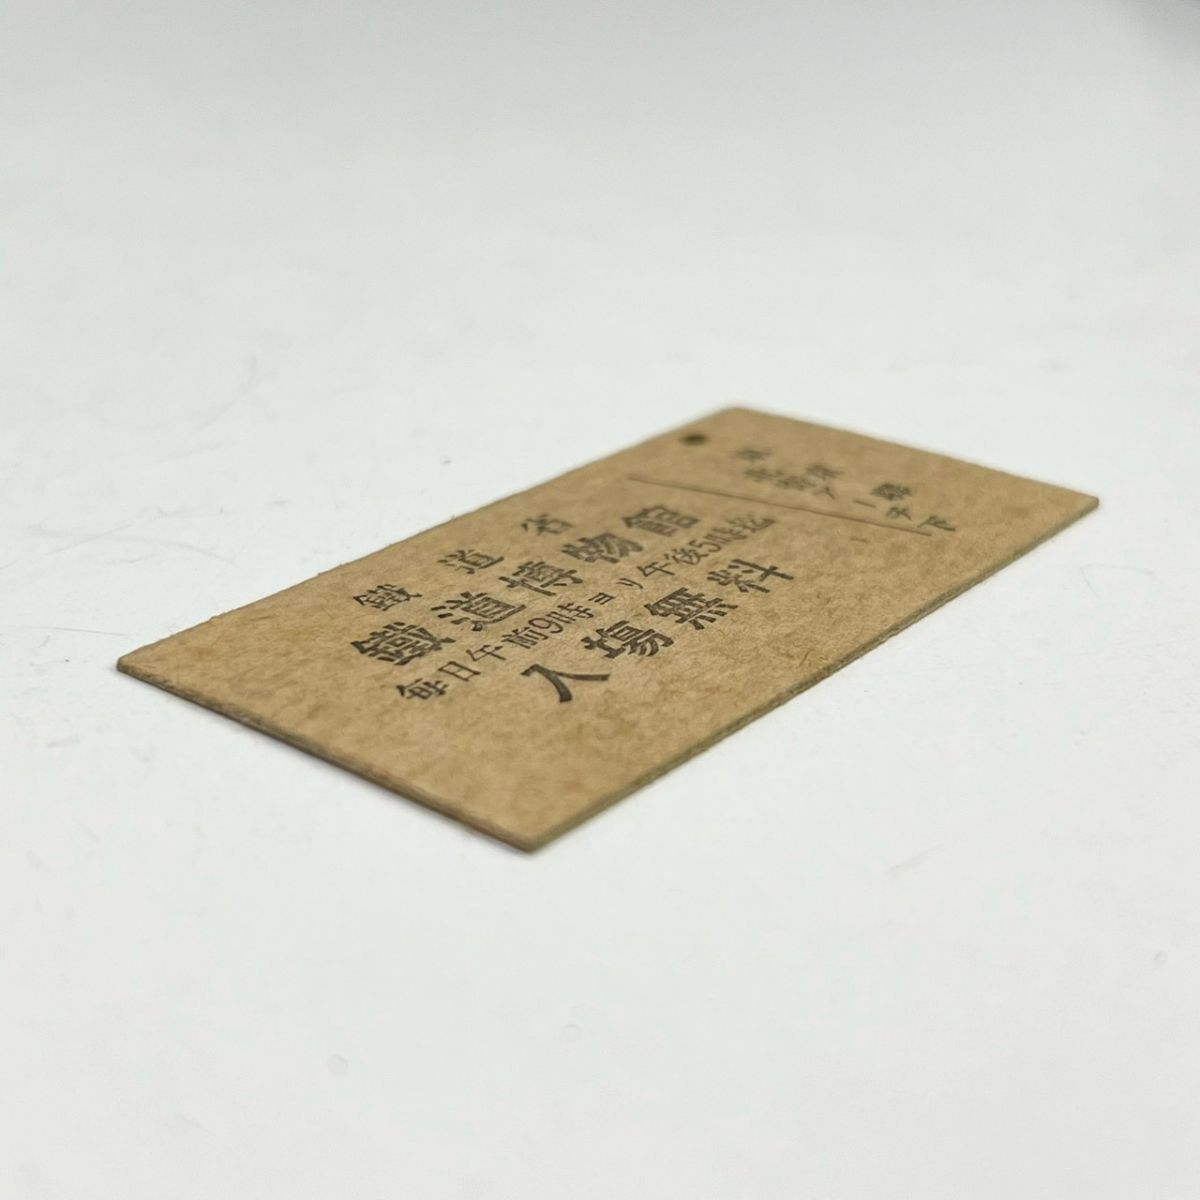 鐵道省
鐵道博物館
毎日午前9時ヨリ午後5時迄
入場無料